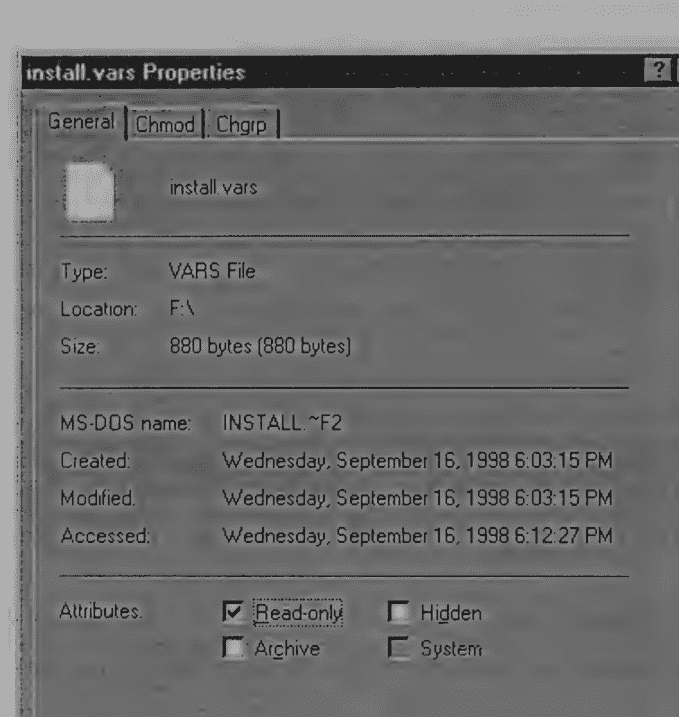 install.vars Properties ?
General Chmod Chgrp
install.vars
Type: VARS File
Location: F:\
Size: 880 bytes (880 bytes)
MS-DOS name: INSTALL.~F2
Created: Wednesday, September 16, 1998 6:03:15 PM
Modified. Wednesday, September 16, 1998 6:03:15 PM
Accessed: Wednesday, September 16, 1998 6:12:27 PM
Attributes. Read-only Hidden
Archive System